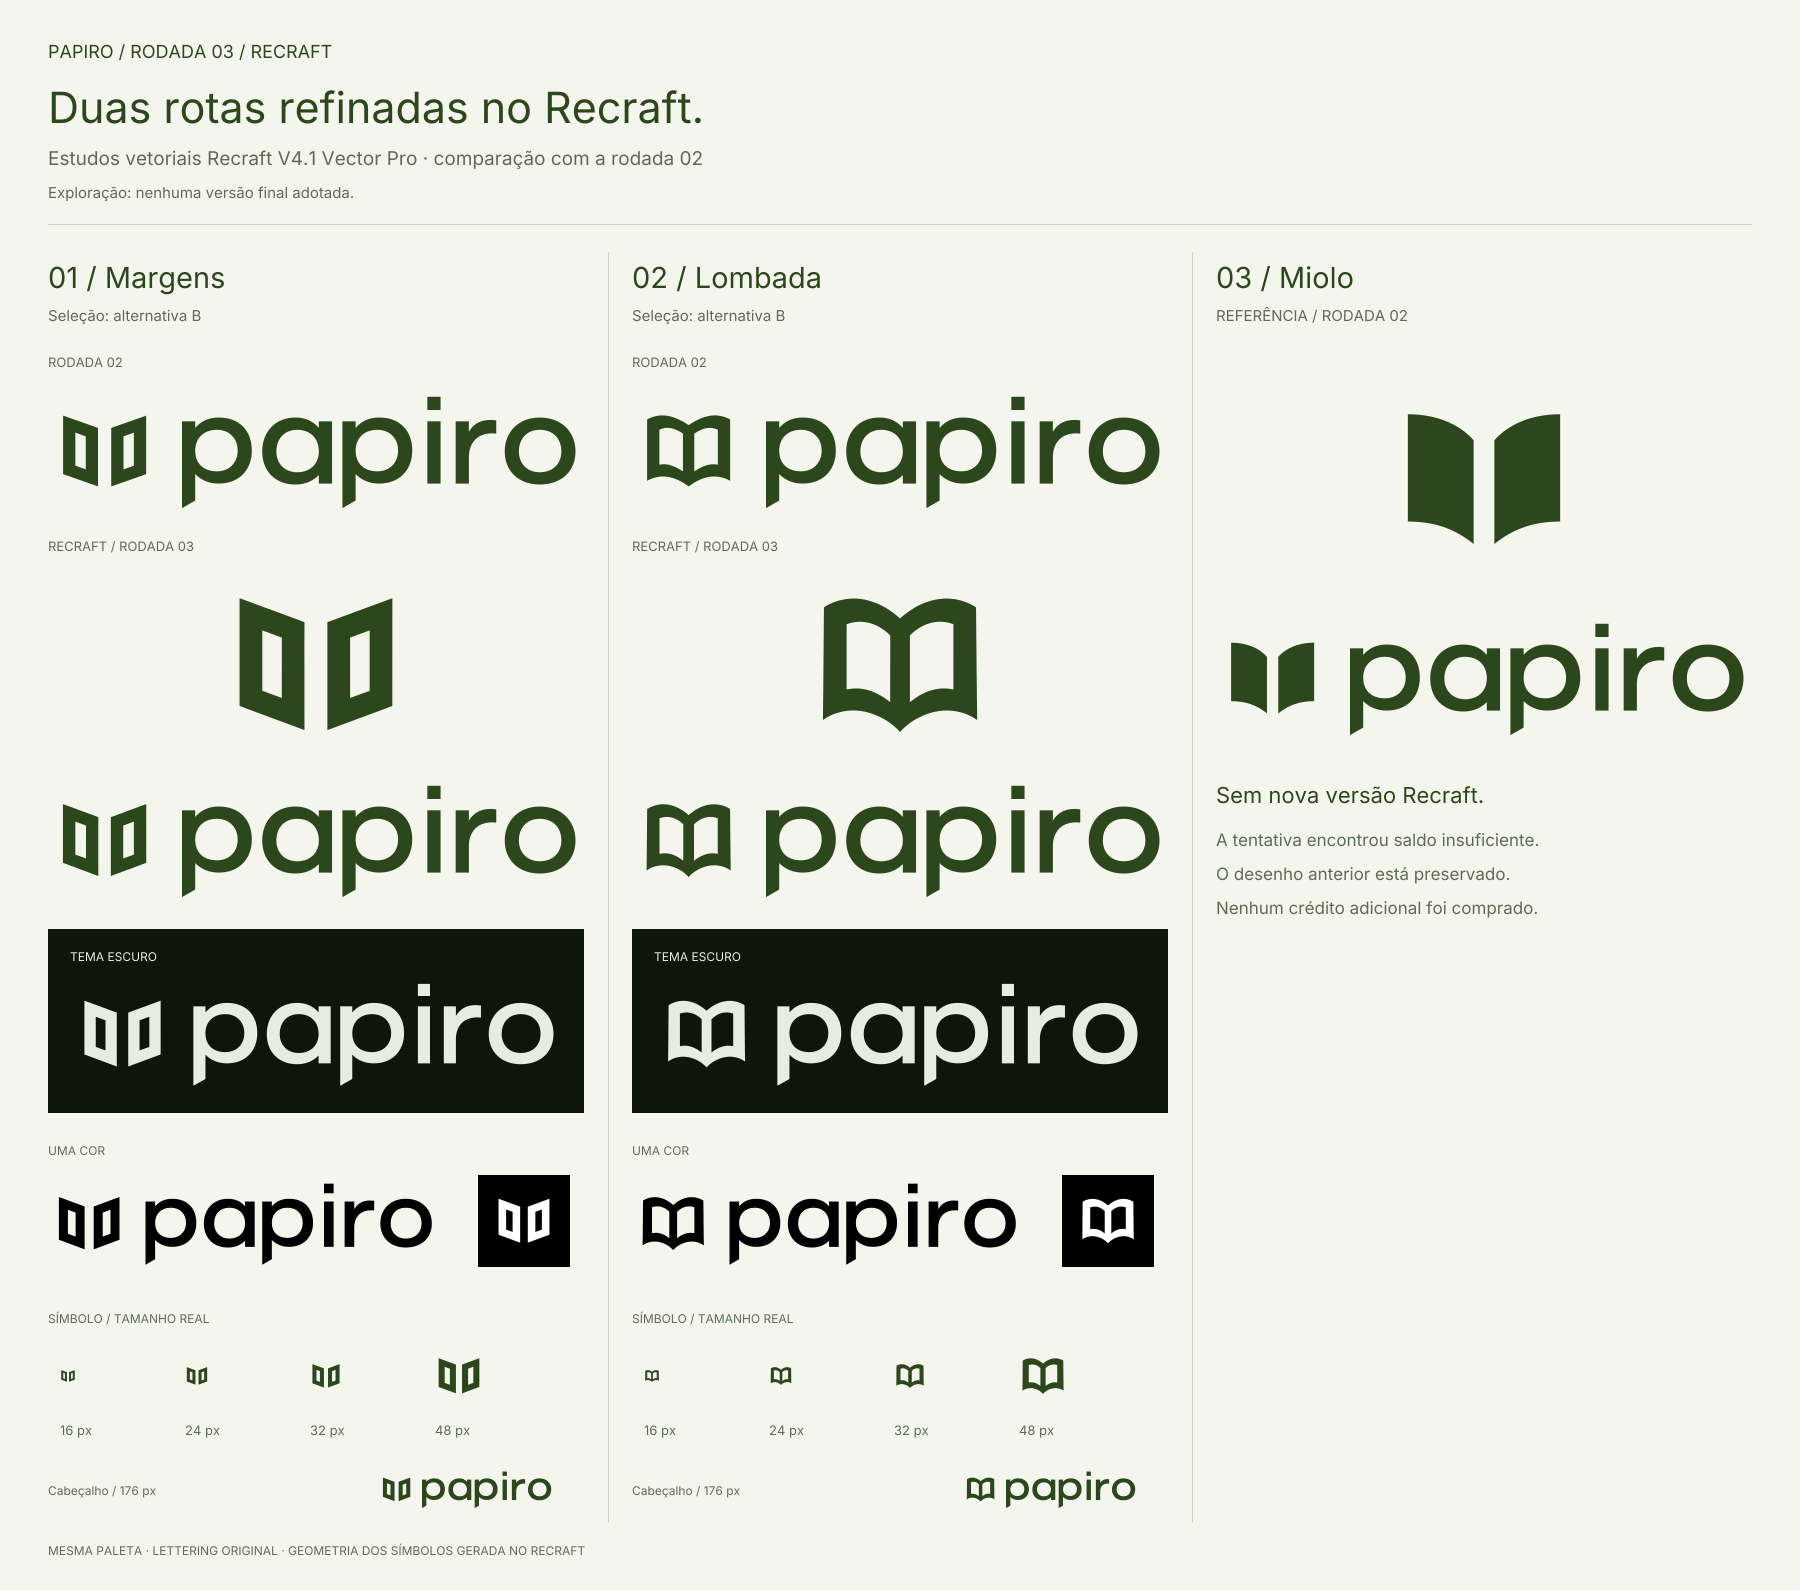 PAPIRO / RODADA 03 / RECRAFT
Duas rotas refinadas no Recraft.
Estudos vetoriais Recraft V4.1 Vector Pro · comparação com a rodada 02
Exploração: nenhuma versão final adotada.
01 / Margens
Seleção: alternativa B
RODADA 02
papiro
RECRAFT / RODADA 03
papiro
TEMA ESCURO
papiro
UMA COR
papiro
SÍMBOLO / TAMANHO REAL
16 px
24 px
32 px
48 px
Cabeçalho / 176 px
papiro
02 / Lombada
Seleção: alternativa B
RODADA 02
papiro
RECRAFT / RODADA 03
papiro
TEMA ESCURO
papiro
UMA COR
papiro
SÍMBOLO / TAMANHO REAL
16 px
24 px
32 px
48 px
Cabeçalho / 176 px
papiro
03 / Miolo
REFERÊNCIA / RODADA 02
papiro
Sem nova versão Recraft.
A tentativa encontrou saldo insuficiente.
O desenho anterior está preservado.
Nenhum crédito adicional foi comprado.
MESMA PALETA · LETTERING ORIGINAL · GEOMETRIA DOS SÍMBOLOS GERADA NO RECRAFT